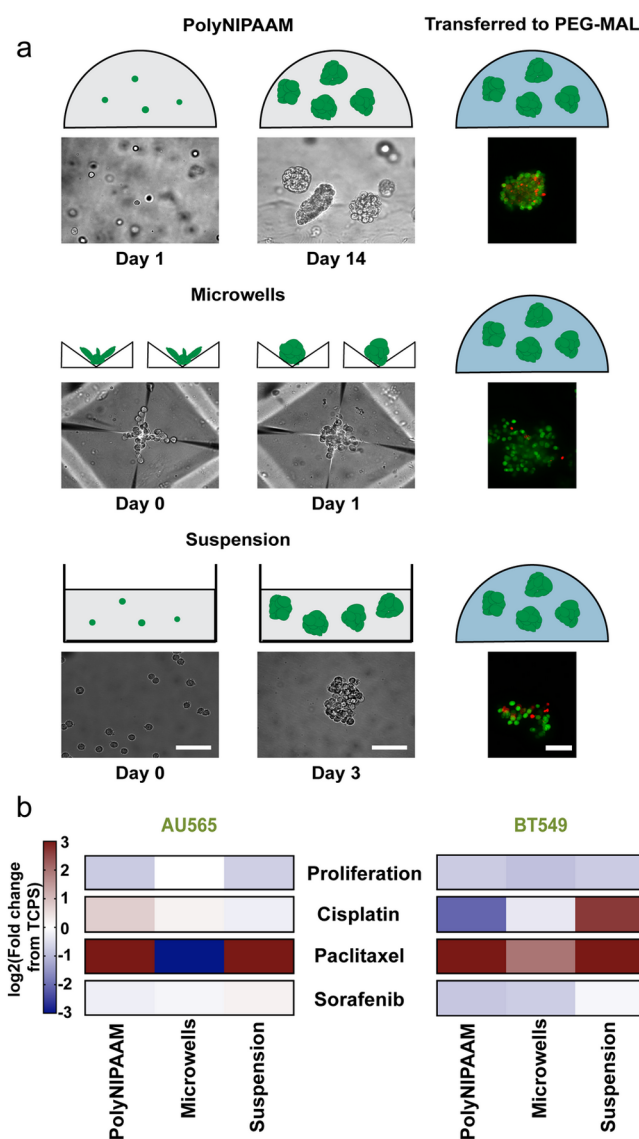 a
PolyNIPAAM
Transferred to PEG-MAL
Day 1
Day 14
Microwells
Day 0
Day 1
Suspension
Day 0
Day 3
b
AU565
BT549
log2(Fold change
from TCPS)
3
2
1
0
-1
-2
-3
Proliferation
Cisplatin
Paclitaxel
Sorafenib
PolyNIPAAM
Microwells
Suspension
PolyNIPAAM
Microwells
Suspension